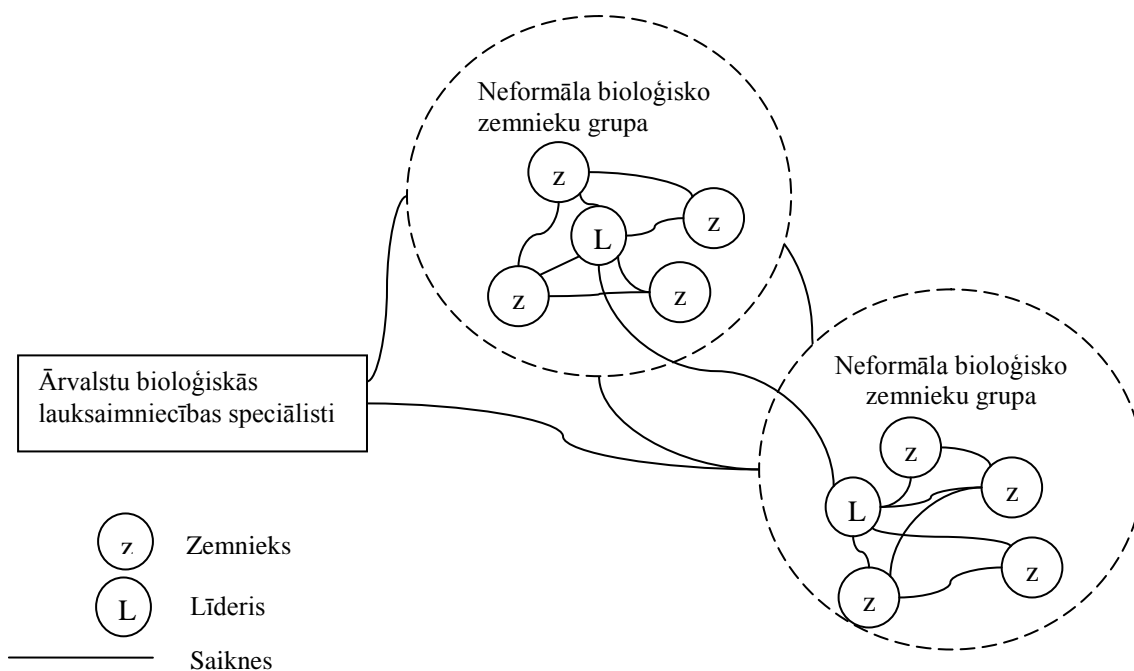 Neformāla bioloģisko
zemnieku grupa
z
z
L
z
z
Ārvalstu bioloģiskās
lauksaimniecības speciālisti
Neformāla bioloģisko
zemnieku grupa
z
z
L
z
z
z Zemnieks
L Līderis
Saiknes